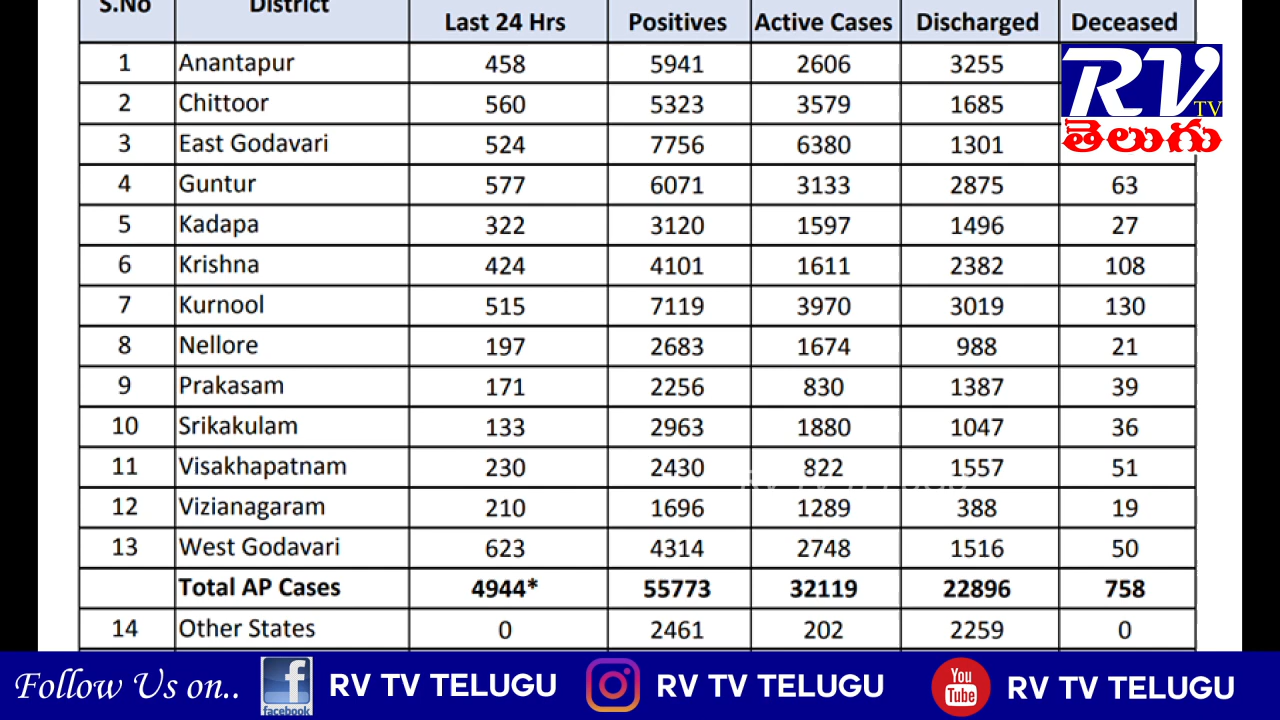 S.No District Last 24 Hrs Positives Active Cases Discharged Deceased
1 Anantapur 458 5941 2606 3255
2 Chittoor 560 5323 3579 1685
3 East Godavari 524 7756 6380 1301
4 Guntur 577 6071 3133 2875 63
5 Kadapa 322 3120 1597 1496 27
6 Krishna 424 4101 1611 2382 108
7 Kurnool 515 7119 3970 3019 130
8 Nellore 197 2683 1674 988 21
9 Prakasam 171 2256 830 1387 39
10 Srikakulam 133 2963 1880 1047 36
11 Visakhapatnam 230 2430 822 1557 51
12 Vizianagaram 210 1696 1289 388 19
13 West Godavari 623 4314 2748 1516 50
Total AP Cases 4944* 55773 32119 22896 758
14 Other States 0 2461 202 2259 0
RV TV
తెలుగు
RV TV TELUGU
Follow Us on.. facebook RV TV TELUGU RV TV TELUGU You Tube RV TV TELUGU